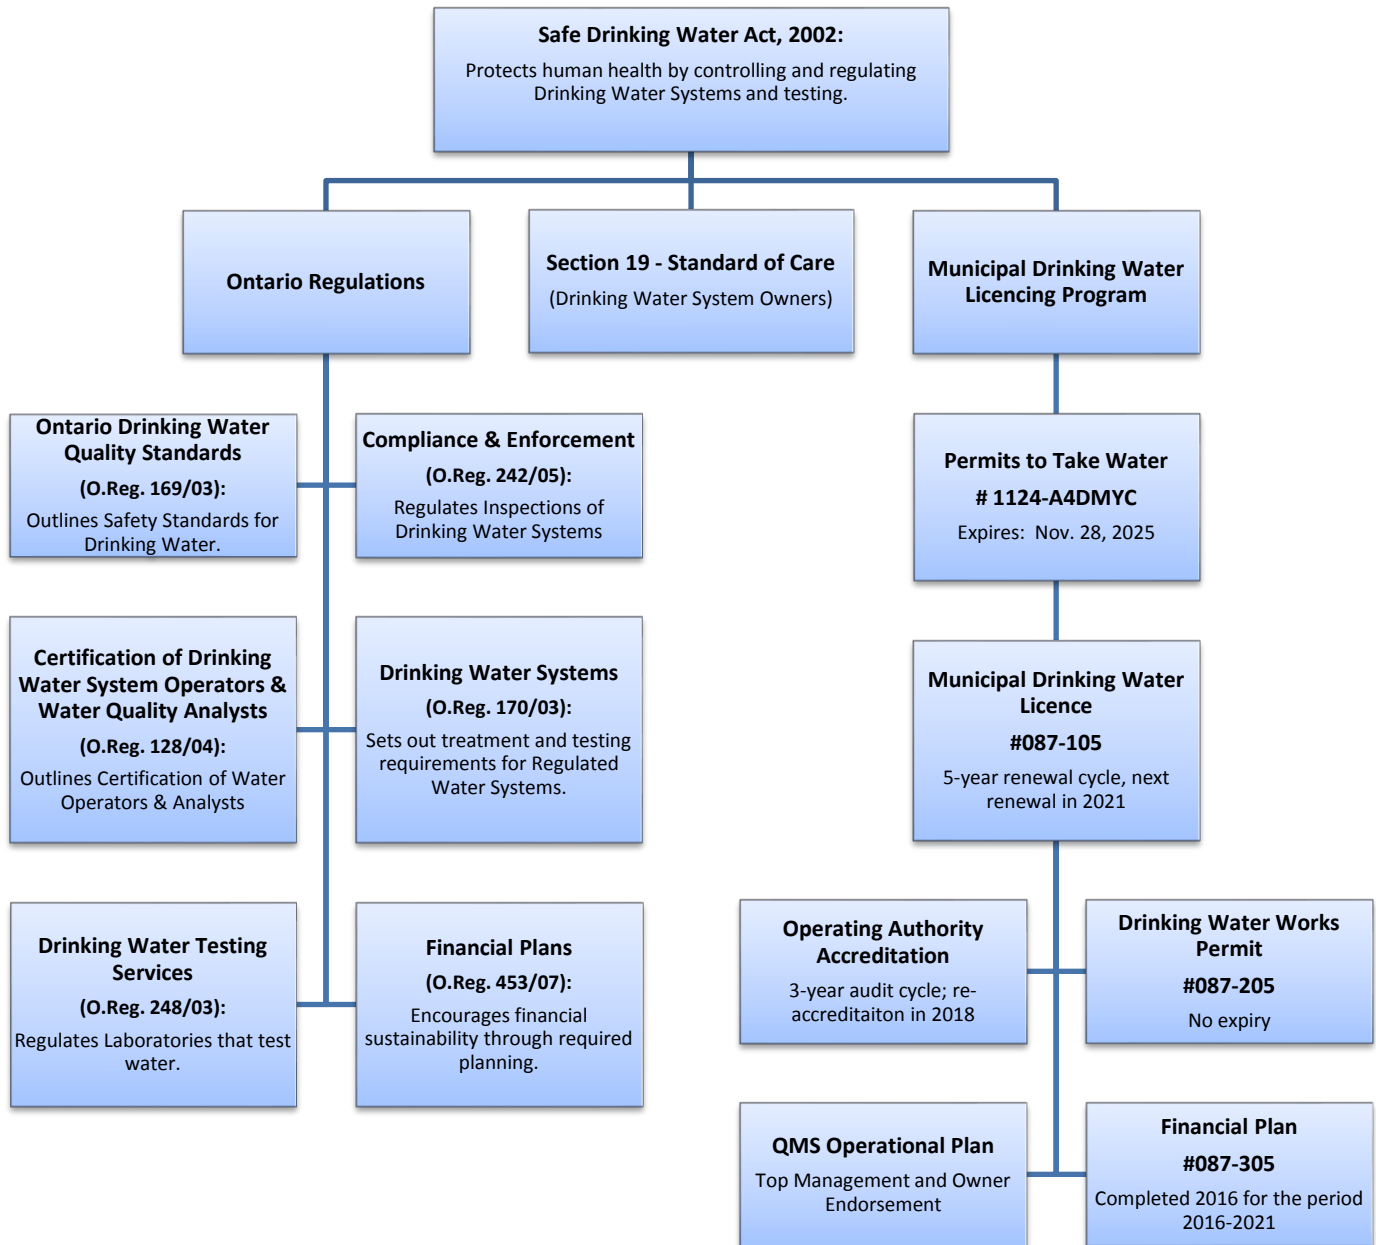 Safe Drinking Water Act, 2002:
Protects human health by controlling and regulating
Drinking Water Systems and testing.
Ontario Regulations
Section 19 - Standard of Care
(Drinking Water System Owners)
Municipal Drinking Water
Licencing Program
Ontario Drinking Water
Quality Standards
(O.Reg. 169/03):
Outlines Safety Standards for
Drinking Water.
Compliance & Enforcement
(O.Reg. 242/05):
Regulates Inspections of
Drinking Water Systems
Permits to Take Water
# 1124-A4DMYC
Expires: Nov. 28, 2025
Certification of Drinking
Water System Operators &
Water Quality Analysts
(O.Reg. 128/04):
Outlines Certification of Water
Operators & Analysts
Drinking Water Systems
(O.Reg. 170/03):
Sets out treatment and testing
requirements for Regulated
Water Systems.
Municipal Drinking Water
Licence
#087-105
5-year renewal cycle, next
renewal in 2021
Drinking Water Testing
Services
(O.Reg. 248/03):
Regulates Laboratories that test
water.
Financial Plans
(O.Reg. 453/07):
Encourages financial
sustainability through required
planning.
Operating Authority
Accreditation
3-year audit cycle; re-
accreditaiton in 2018
Drinking Water Works
Permit
#087-205
No expiry
QMS Operational Plan
Top Management and Owner
Endorsement
Financial Plan
#087-305
Completed 2016 for the period
2016-2021